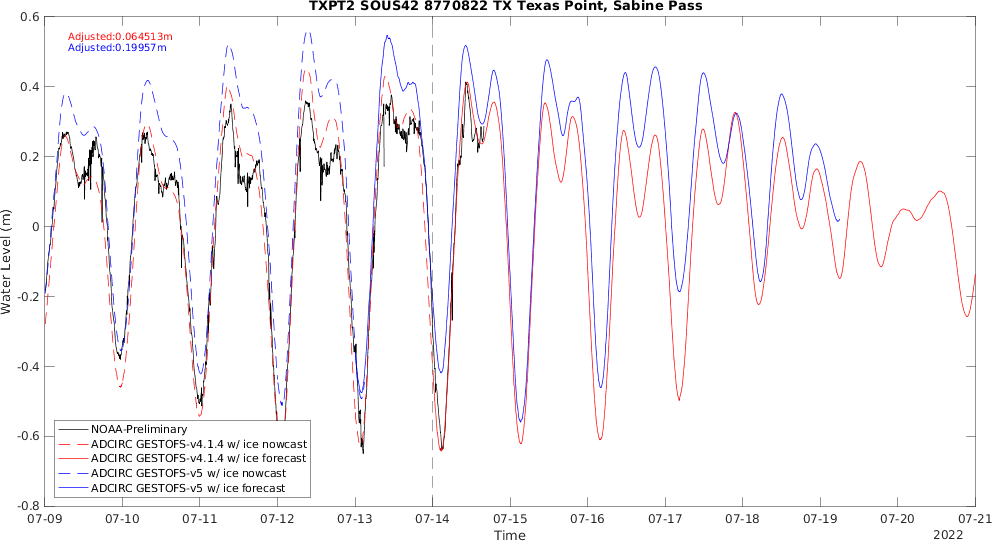 TXPT2 SOUS42 8770822 TX Texas Point, Sabine Pass
Adjusted:0.064513m
Adjusted:0.19957m
0.6
0.4
0.2
0
-0.2
-0.4
-0.6
-0.8
Water Level (m)
NOAA-Preliminary
ADCIRC GESTOFS-v4.1.4 w/ ice nowcast
ADCIRC GESTOFS-v4.1.4 w/ ice forecast
ADCIRC GESTOFS-v5 w/ ice nowcast
ADCIRC GESTOFS-v5 w/ ice forecast
07-09 07-10 07-11 07-12 07-13 07-14 07-15 07-16 07-17 07-18 07-19 07-20 07-21
Time
2022